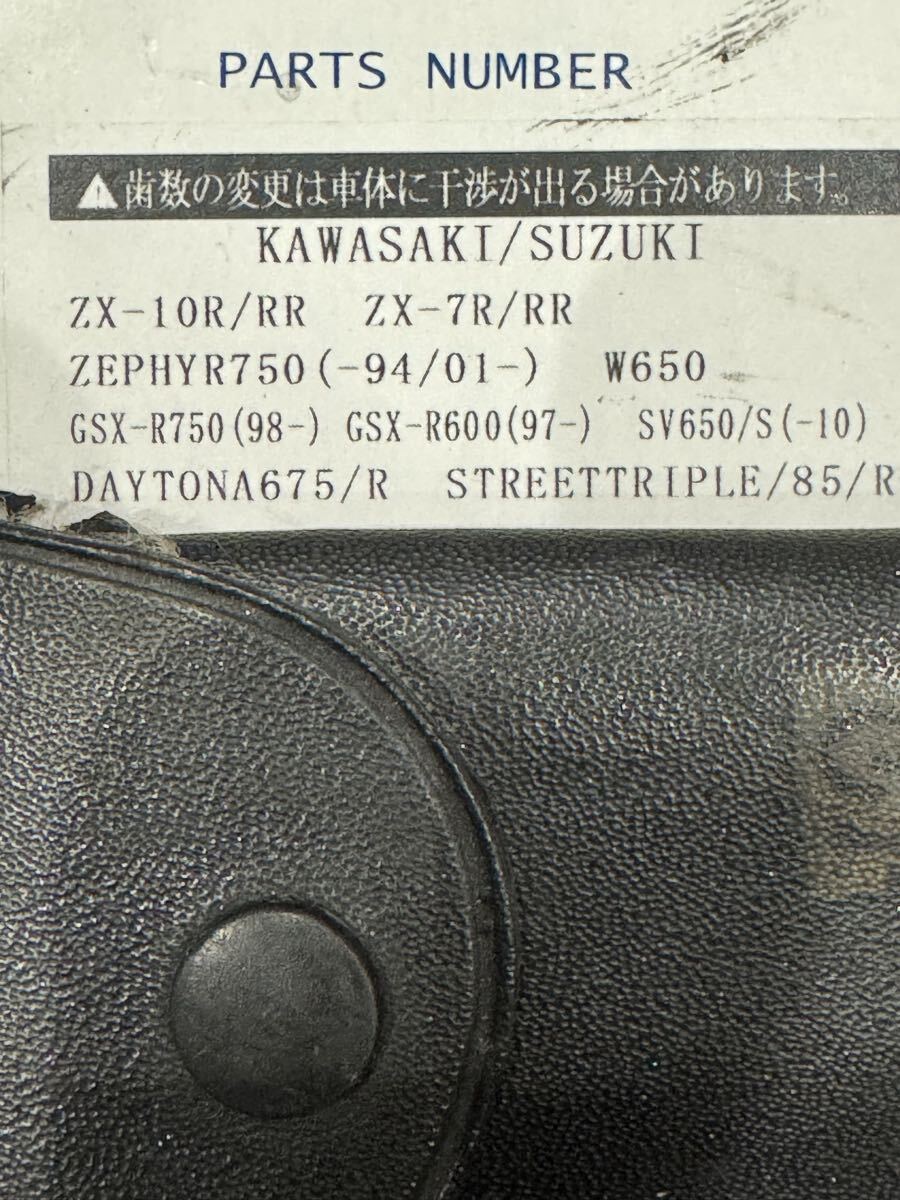 PARTS NUMBER
▲歯数の変更は車体に干渉が出る場合があります。
KAWASAKI/SUZUKI
ZX-10R/RR ZX-7R/RR
ZEPHYR750(-94/01-) W650
GSX-R750(98-) GSX-R600(97-) SV650/S(-10)
DAYTONA675/R STREETTRIPLE/85/R